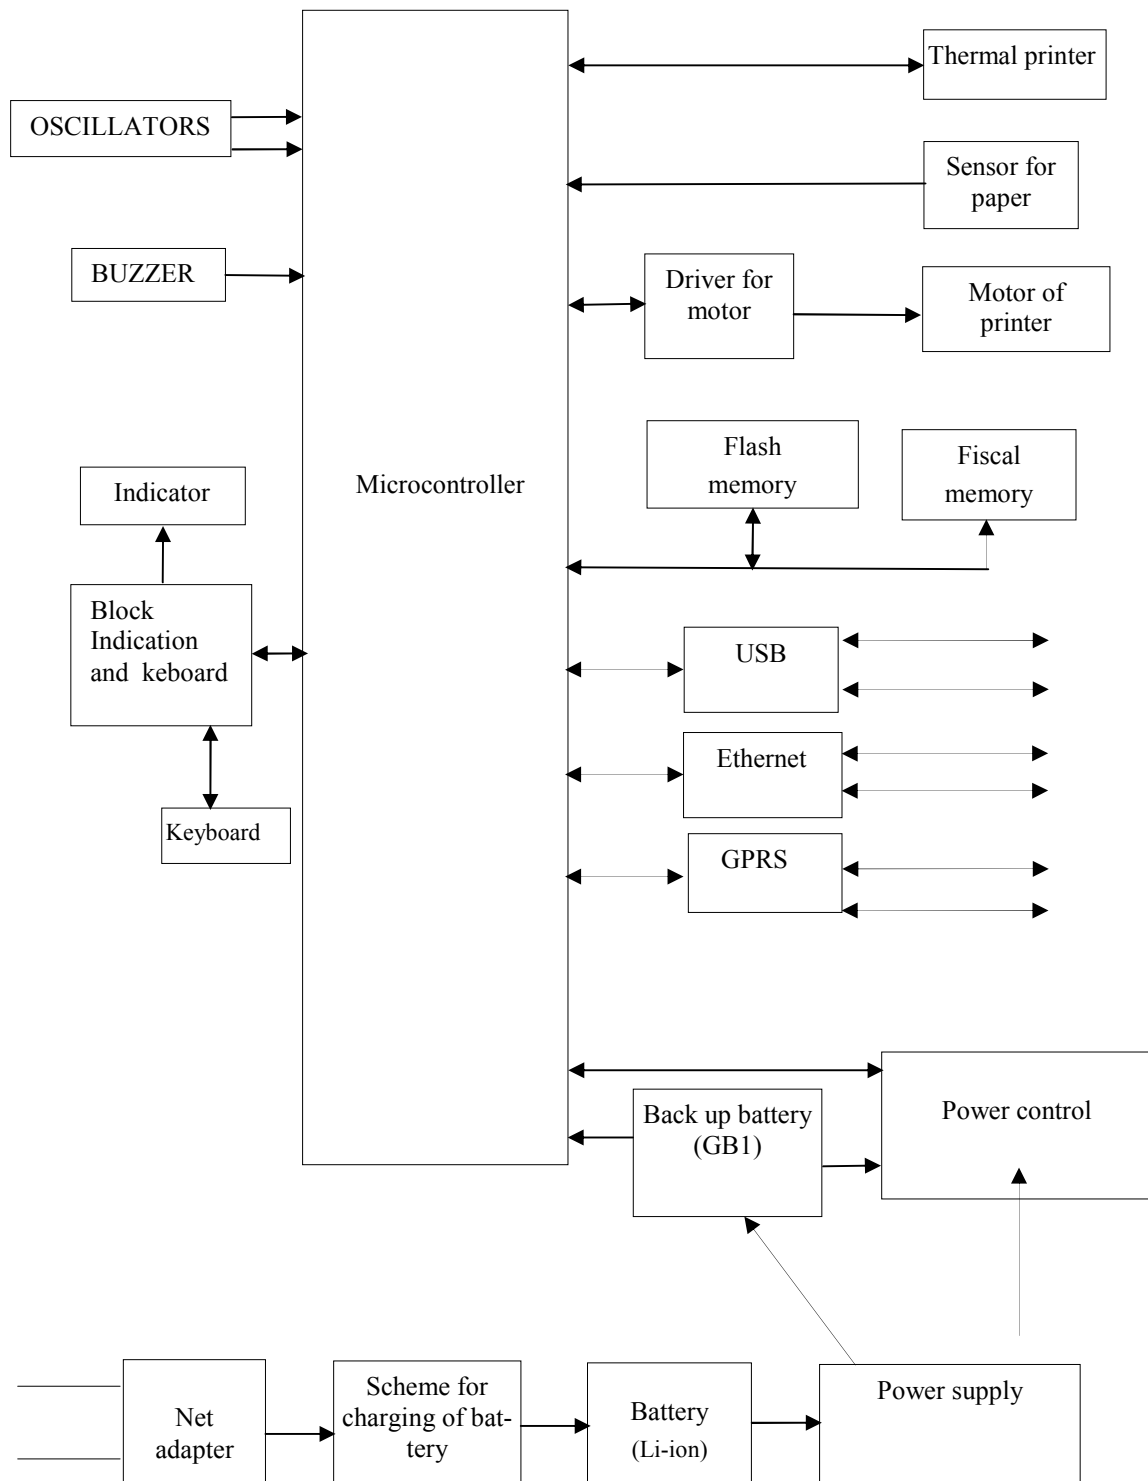 Thermal printer
OSCILLATORS
Sensor for
paper
BUZZER
Driver for
motor
Motor of
printer
Microcontroller
Flash
memory
Fiscal
memory
Indicator
Block
Indication
and keboard
Keyboard
USB
Ethernet
GPRS
Power control
Back up battery
(GB1)
Net
adapter
Scheme for
charging of bat-
tery
Battery
(Li-ion)
Power supply